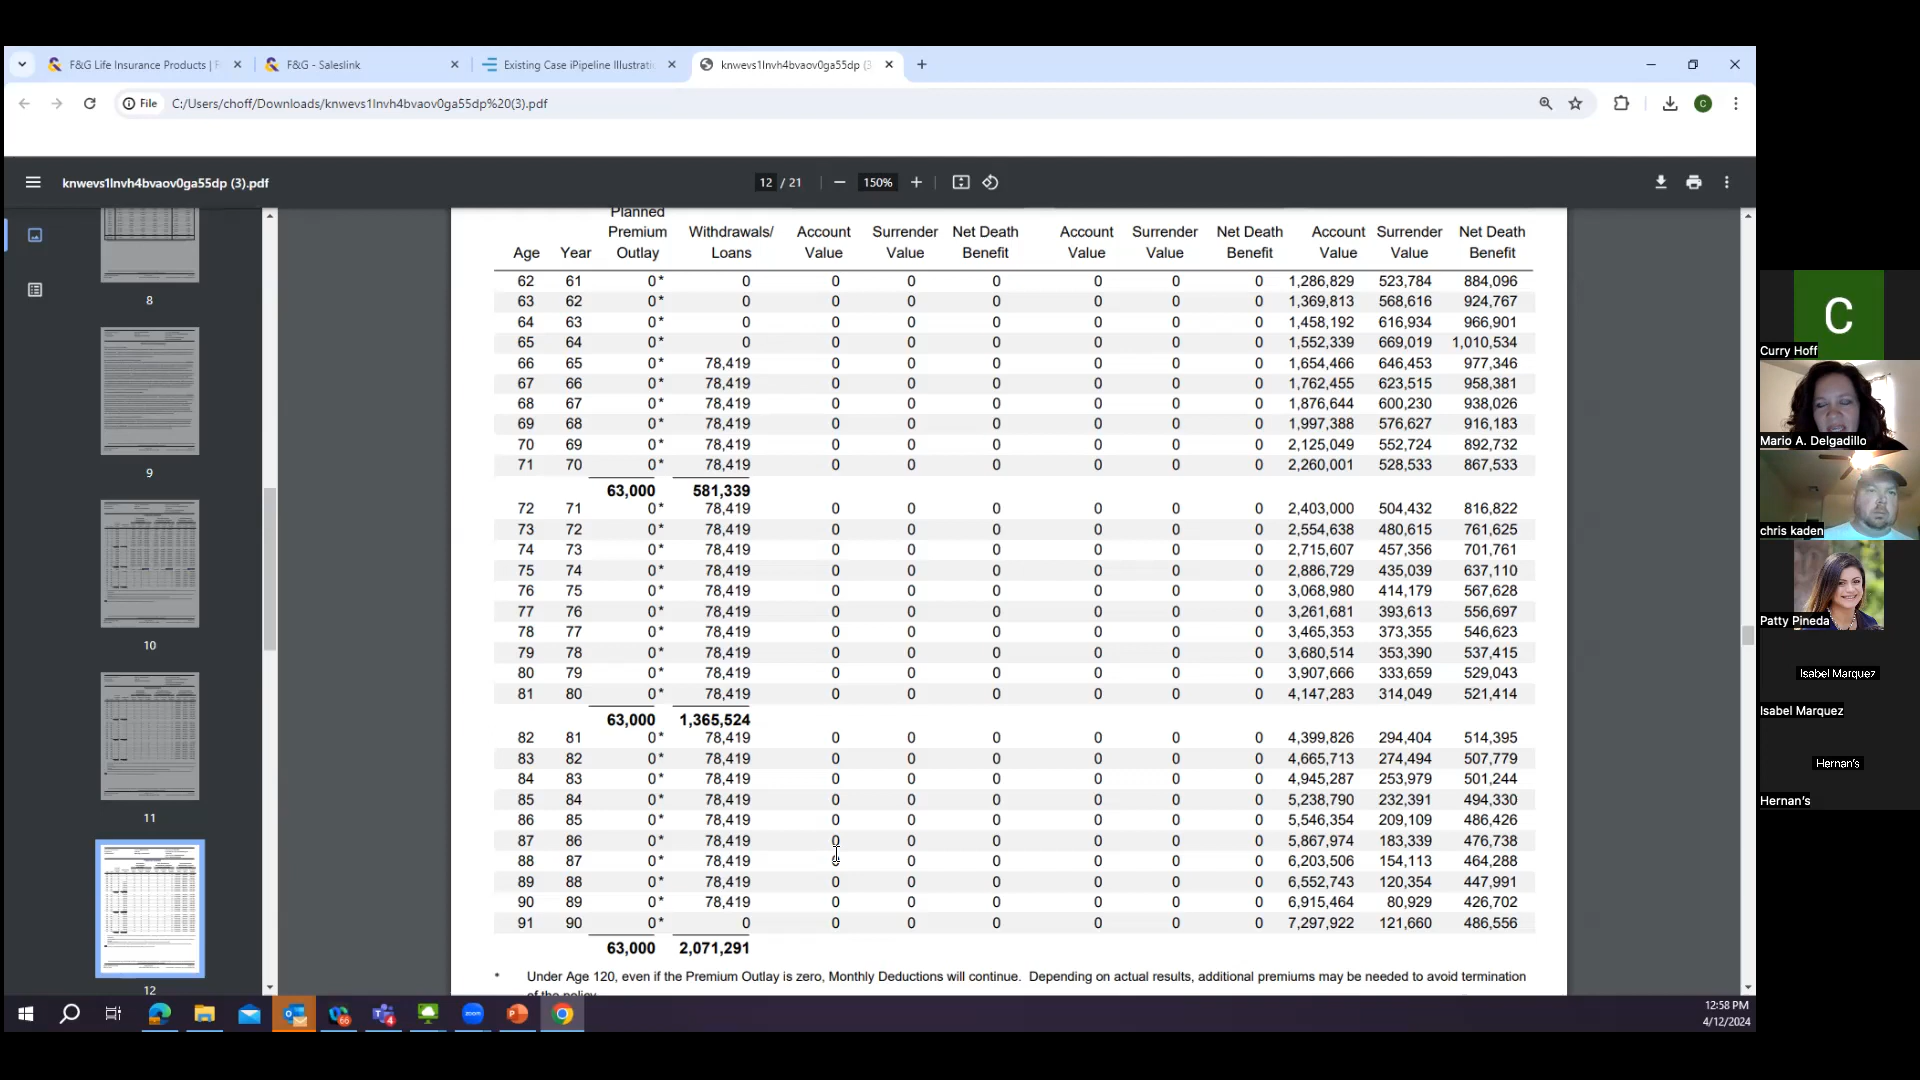 F&G Life Insurance Products | F
F&G - Saleslink
Existing Case iPipeline Illustratio
knwevs1lnvh4bvaov0ga55dp (3
File
C:/Users/choff/Downloads/knwevs1lnvh4bvaov0ga55dp%20(3).pdf
C
knwevs1lnvh4bvaov0ga55dp (3).pdf
12 / 21
150%
8
9
10
11
12
Planned
Premium Withdrawals/ Account Surrender Net Death Account Surrender Net Death Account Surrender Net Death
Age Year Outlay Loans Value Value Benefit Value Value Benefit Value Value Benefit
62 61 0* 0 0 0 0 0 0 0 1,286,829 523,784 884,096
63 62 0* 0 0 0 0 0 0 0 1,369,813 568,616 924,767
64 63 0* 0 0 0 0 0 0 0 1,458,192 616,934 966,901
65 64 0* 0 0 0 0 0 0 0 1,552,339 669,019 1,010,534
66 65 0* 78,419 0 0 0 0 0 0 1,654,466 646,453 977,346
67 66 0* 78,419 0 0 0 0 0 0 1,762,455 623,515 958,381
68 67 0* 78,419 0 0 0 0 0 0 1,876,644 600,230 938,026
69 68 0* 78,419 0 0 0 0 0 0 1,997,388 576,627 916,183
70 69 0* 78,419 0 0 0 0 0 0 2,125,049 552,724 892,732
71 70 0* 78,419 0 0 0 0 0 0 2,260,001 528,533 867,533
63,000 581,339
72 71 0* 78,419 0 0 0 0 0 0 2,403,000 504,432 816,822
73 72 0* 78,419 0 0 0 0 0 0 2,554,638 480,615 761,625
74 73 0* 78,419 0 0 0 0 0 0 2,715,607 457,356 701,761
75 74 0* 78,419 0 0 0 0 0 0 2,886,729 435,039 637,110
76 75 0* 78,419 0 0 0 0 0 0 3,068,980 414,179 567,628
77 76 0* 78,419 0 0 0 0 0 0 3,261,681 393,613 556,697
78 77 0* 78,419 0 0 0 0 0 0 3,465,353 373,355 546,623
79 78 0* 78,419 0 0 0 0 0 0 3,680,514 353,390 537,415
80 79 0* 78,419 0 0 0 0 0 0 3,907,666 333,659 529,043
81 80 0* 78,419 0 0 0 0 0 0 4,147,283 314,049 521,414
63,000 1,365,524
82 81 0* 78,419 0 0 0 0 0 0 4,399,826 294,404 514,395
83 82 0* 78,419 0 0 0 0 0 0 4,665,713 274,494 507,779
84 83 0* 78,419 0 0 0 0 0 0 4,945,287 253,979 501,244
85 84 0* 78,419 0 0 0 0 0 0 5,238,790 232,391 494,330
86 85 0* 78,419 0 0 0 0 0 0 5,546,354 209,109 486,426
87 86 0* 78,419 0 0 0 0 0 0 5,867,974 183,339 476,738
88 87 0* 78,419 0 0 0 0 0 0 6,203,506 154,113 464,288
89 88 0* 78,419 0 0 0 0 0 0 6,552,743 120,354 447,991
90 89 0* 78,419 0 0 0 0 0 0 6,915,464 80,929 426,702
91 90 0* 0 0 0 0 0 0 0 7,297,922 121,660 486,556
63,000 2,071,291
* Under Age 120, even if the Premium Outlay is zero, Monthly Deductions will continue. Depending on actual results, additional premiums may be needed to avoid termination
of the policy
12:58 PM
4/12/2024
C
Curry Hoff
Mario A. Delgadillo
chris kaden
Patty Pineda
Isabel Marquez
Isabel Marquez
Hernan's
Hernan's